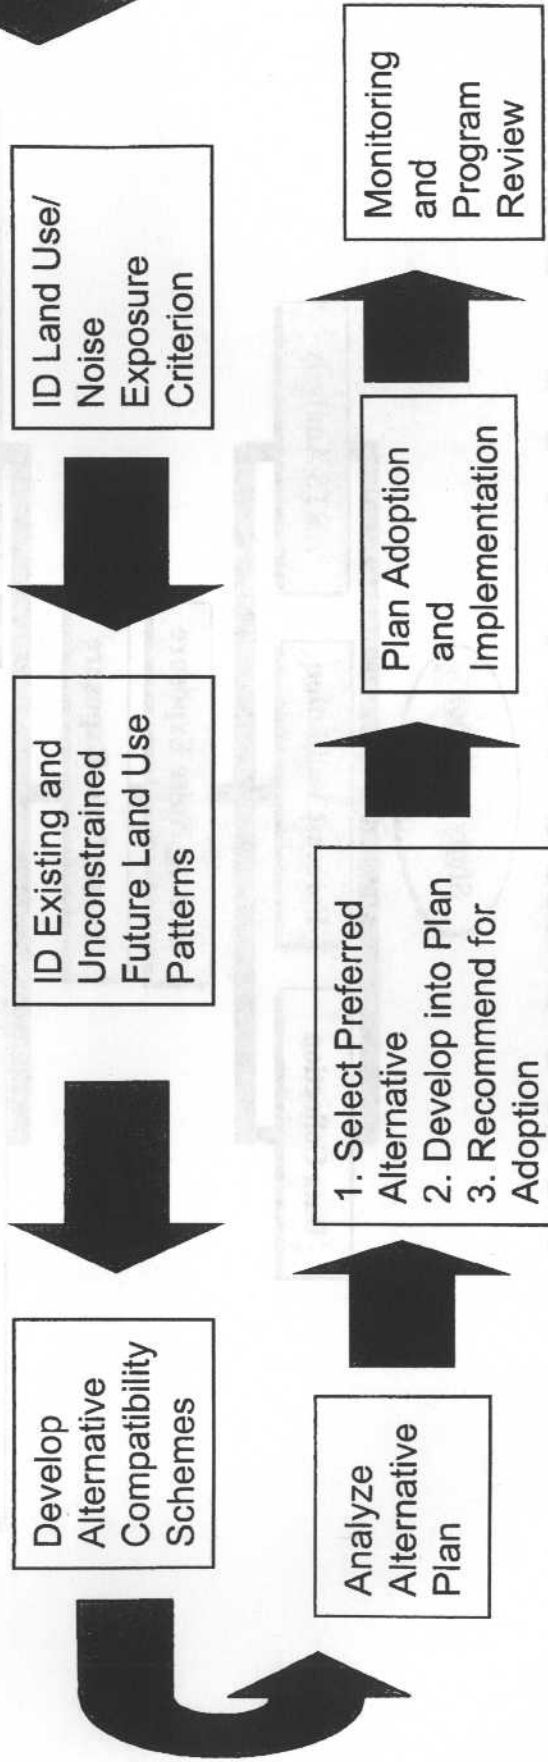 ID Land Use/
Noise
Exposure
Criterion
ID Existing and
Unconstrained
Future Land Use
Patterns
Develop
Alternative
Compatibility
Schemes
Analyze
Alternative
Plan
1. Select Preferred
Alternative
2. Develop into Plan
3. Recommend for
Adoption
Plan Adoption
and
Implementation
Monitoring
and
Program
Review